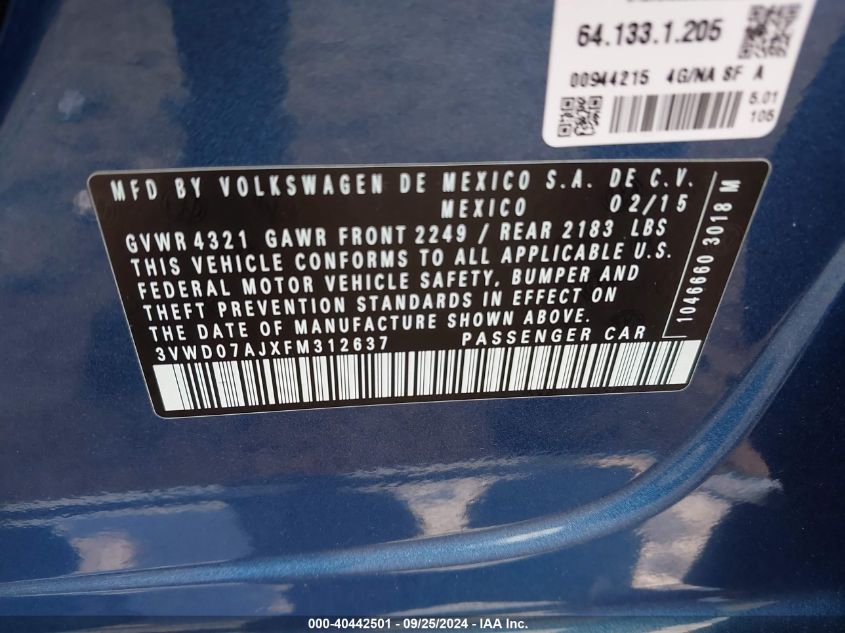 64.133.1.205
00944215 4G/NA SF A
5.01
105
MFD BY VOLKSWAGEN DE MEXICO S.A. DE C.V.
MEXICO 02/15
GVWR 4321 GAWR FRONT 2249 / REAR 2183 LBS
THIS VEHICLE CONFORMS TO ALL APPLICABLE U.S.
FEDERAL MOTOR VEHICLE SAFETY, BUMPER AND
THEFT PREVENTION STANDARDS IN EFFECT ON
THE DATE OF MANUFACTURE SHOWN ABOVE.
3VWD07AJXFM312637 PASSENGER CAR
1046660 3018 M
000-40442501 - 09/25/2024 - IAA Inc.